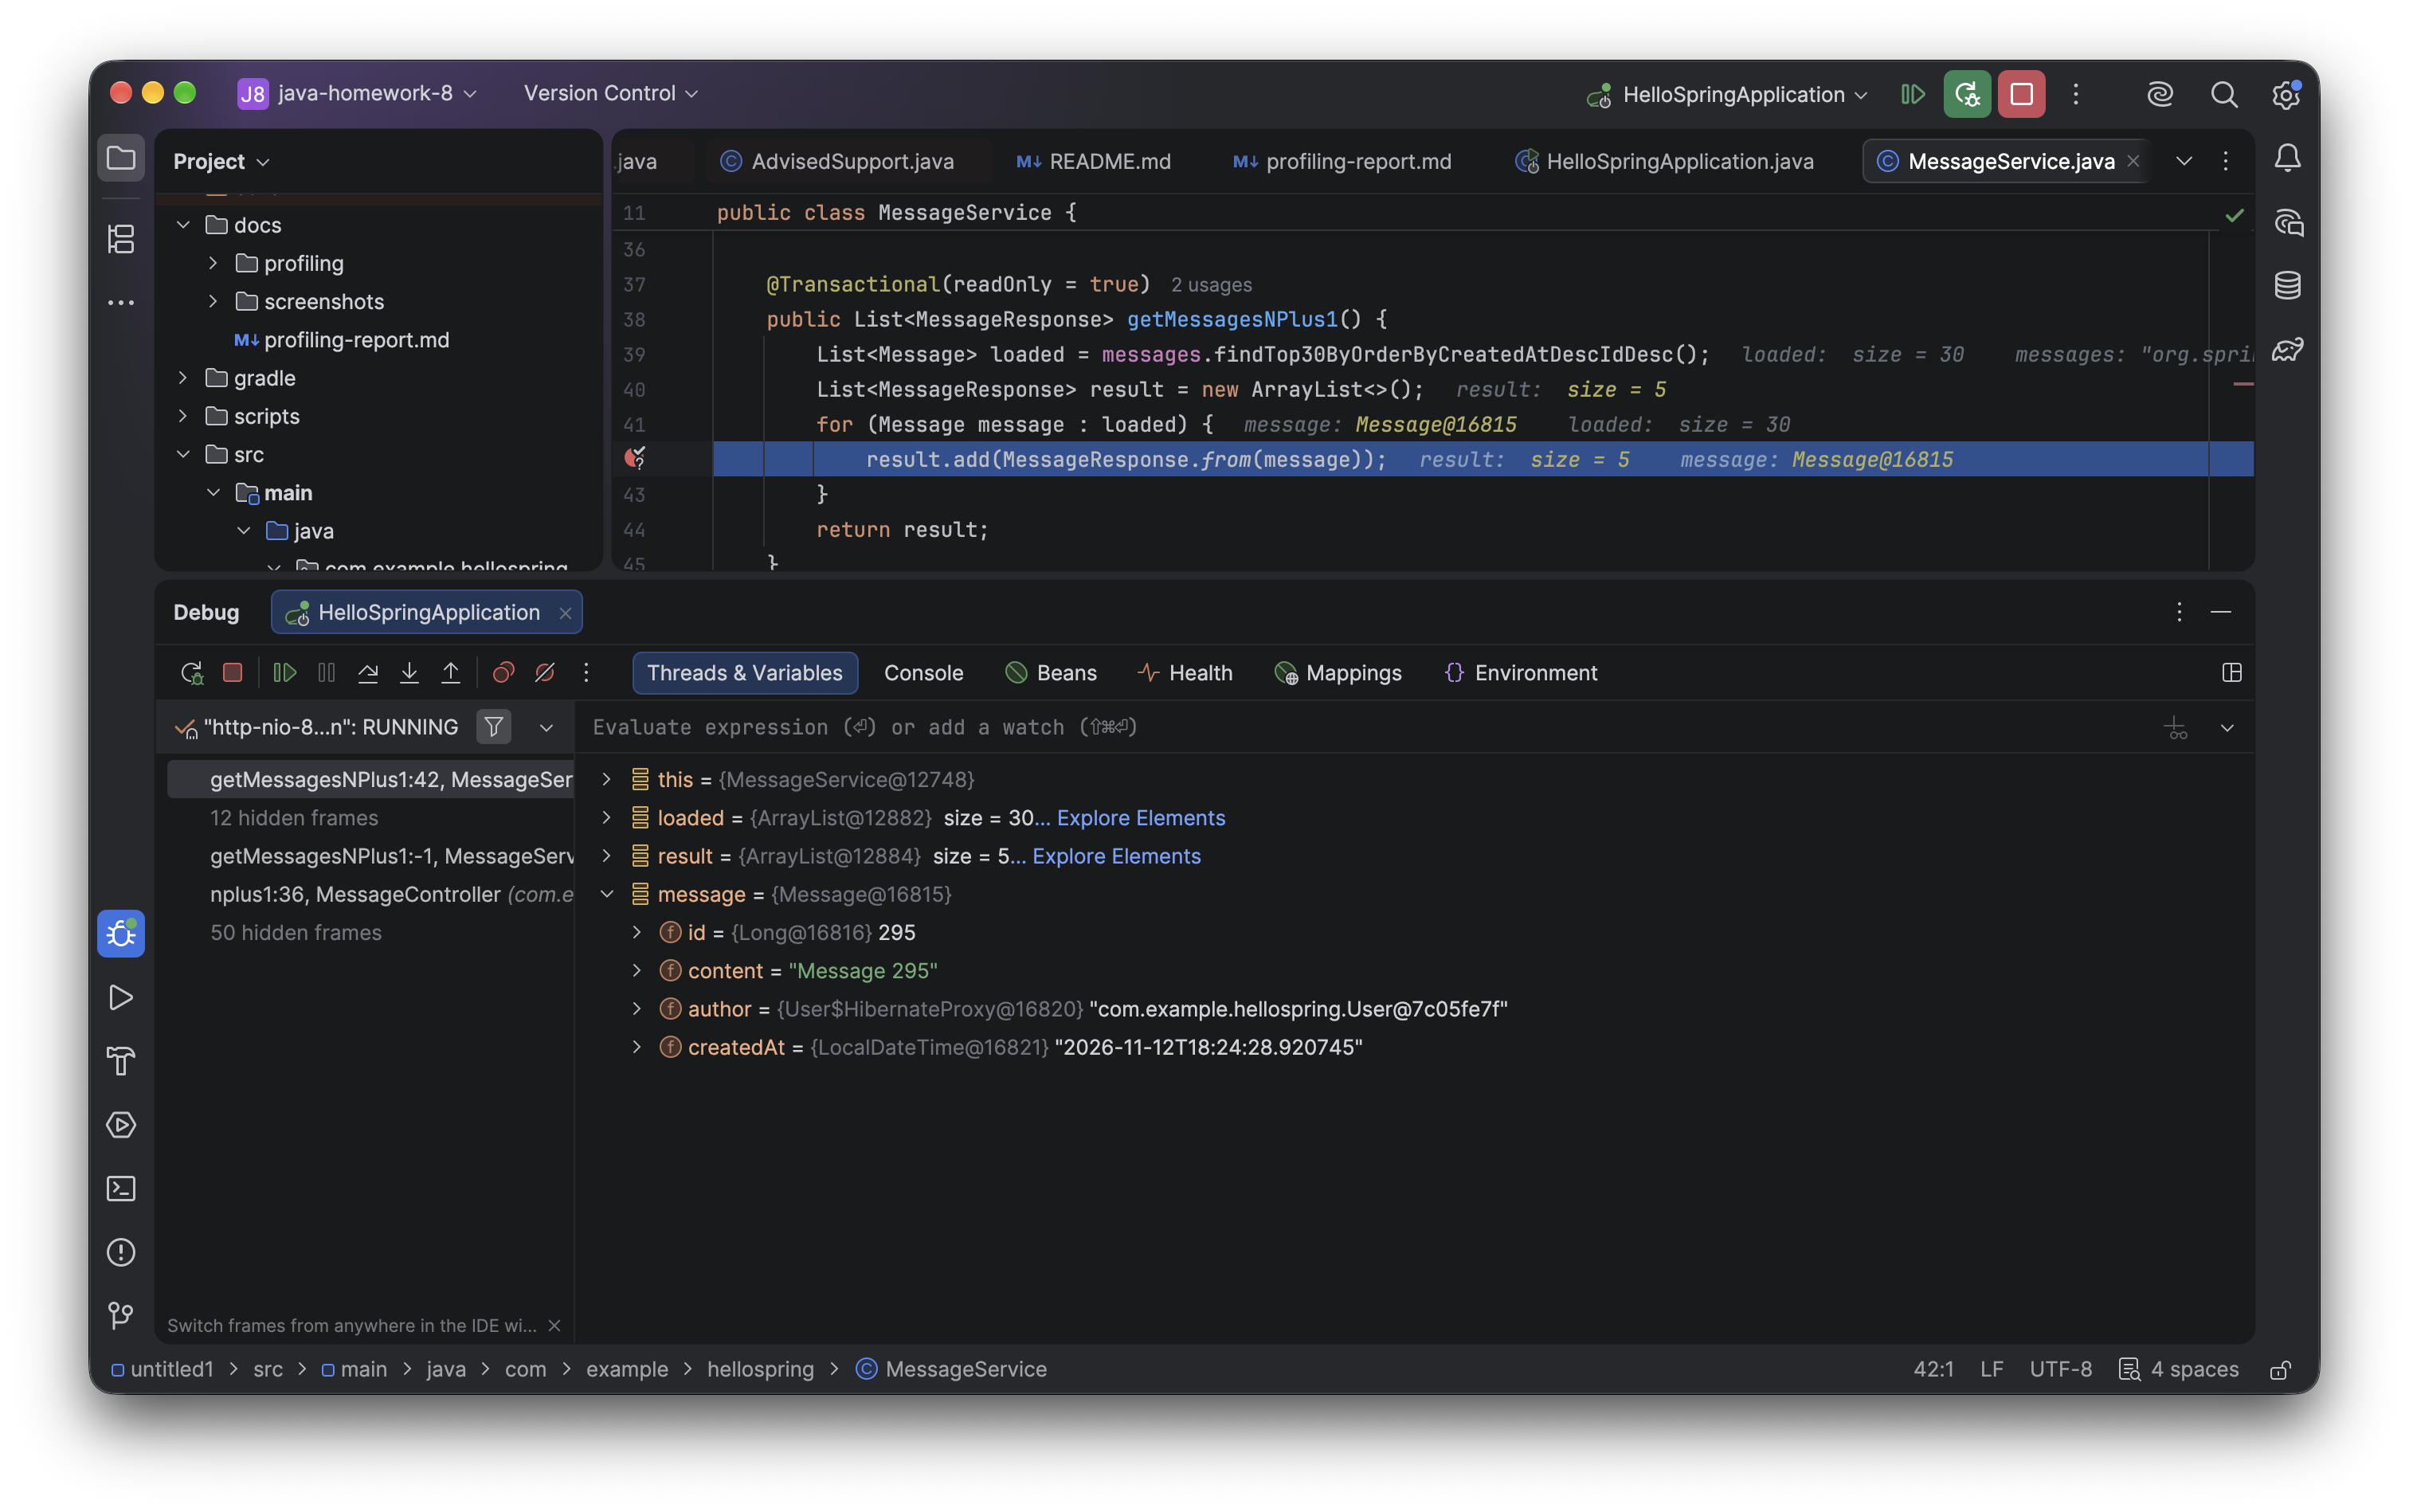 J8 java-homework-8 Version Control HelloSpringApplication
Project
docs
profiling
screenshots
M↓ profiling-report.md
gradle
scripts
src
main
java
com.example.hellospring
.java AdvisedSupport.java M↓ README.md M↓ profiling-report.md HelloSpringApplication.java MessageService.java
11 public class MessageService {
36
37 @Transactional(readOnly = true) 2 usages
38 public List<MessageResponse> getMessagesNPlus1() {
39 List<Message> loaded = messages.findTop30ByOrderByCreatedAtDescIdDesc(); loaded: size = 30 messages: "org.spri
40 List<MessageResponse> result = new ArrayList<>(); result: size = 5
41 for (Message message : loaded) { message: Message@16815 loaded: size = 30
result.add(MessageResponse.from(message)); result: size = 5 message: Message@16815
43 }
44 return result;
45 }
Debug HelloSpringApplication
Threads & Variables Console Beans Health Mappings Environment
"http-nio-8...n": RUNNING
getMessagesNPlus1:42, MessageSer
12 hidden frames
getMessagesNPlus1:-1, MessageServ
nplus1:36, MessageController (com.e
50 hidden frames
Switch frames from anywhere in the IDE wi...
Evaluate expression (⏎) or add a watch (⇧⌘⏎)
this = {MessageService@12748}
loaded = {ArrayList@12882} size = 30... Explore Elements
result = {ArrayList@12884} size = 5... Explore Elements
message = {Message@16815}
id = {Long@16816} 295
content = "Message 295"
author = {User$HibernateProxy@16820} "com.example.hellospring.User@7c05fe7f"
createdAt = {LocalDateTime@16821} "2026-11-12T18:24:28.920745"
untitled1 > src > main > java > com > example > hellospring > MessageService 42:1 LF UTF-8 4 spaces